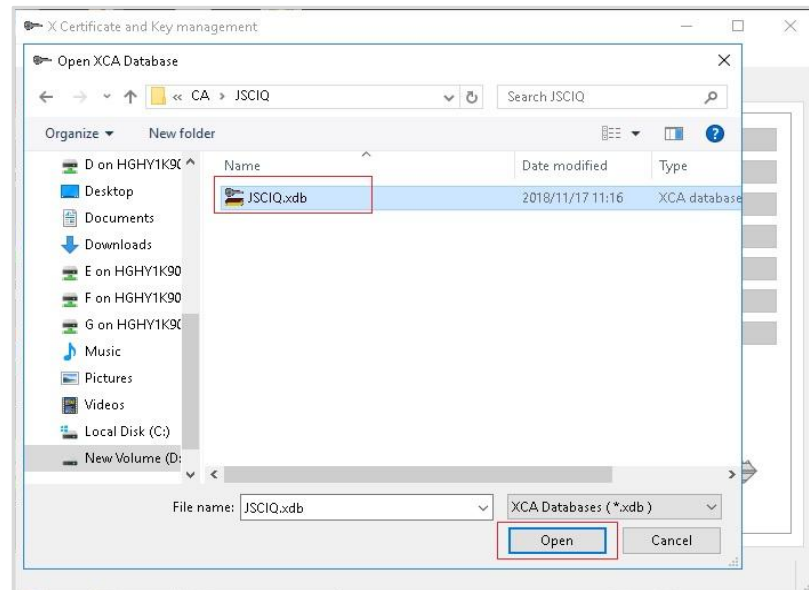 X Certificate and Key management
Open XCA Database
« CA › JSCIQ
Search JSCIQ
Organize
New folder
Name
Date modified
Type
D on HGHY1K9
Desktop
Documents
Downloads
E on HGHY1K90
F on HGHY1K90
G on HGHY1K9
Music
Pictures
Videos
Local Disk (C:)
New Volume (D:
JSCIQ.xdb
2018/11/17 11:16
XCA database
File name:
JSCIQ.xdb
XCA Databases ( *.xdb )
Open
Cancel